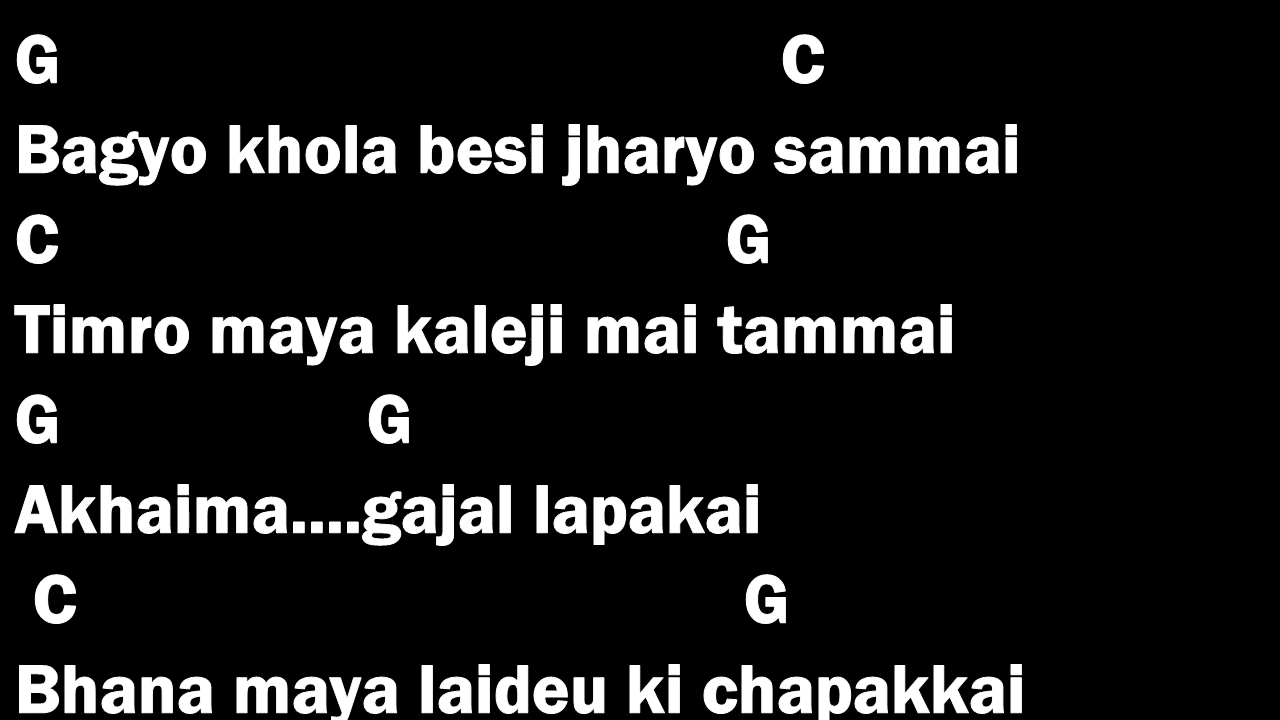 G C
Bagyo khola besi jharyo sammai
C G
Timro maya kaleji mai tammai
G G
Akhaima....gajal lapakai
C G
Bhana maya laideu ki chapakkai